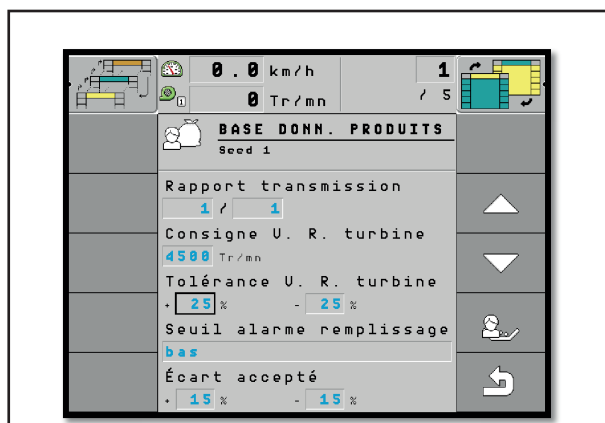 0.0 km/h 1
1 0 Tr/mn / 5
BASE DONN. PRODUITS
Seed 1
Rapport transmission
1 / 1
Consigne V. R. turbine
4500 Tr/mn
Tolérance V. R. turbine
+ 25 % - 25 %
Seuil alarme remplissage
bas
Écart accepté
+ 15 % - 15 %